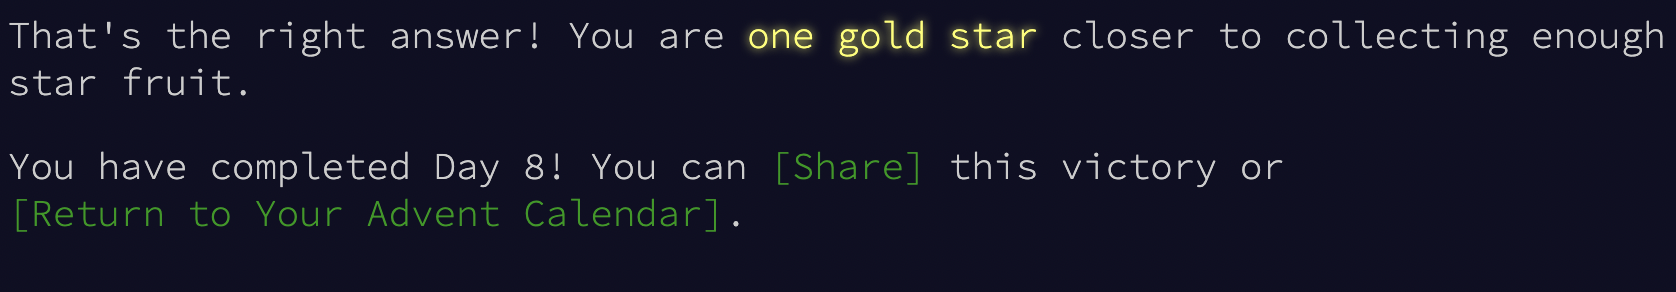 That's the right answer! You are one gold star closer to collecting enough
star fruit.
You have completed Day 8! You can [Share] this victory or
[Return to Your Advent Calendar].